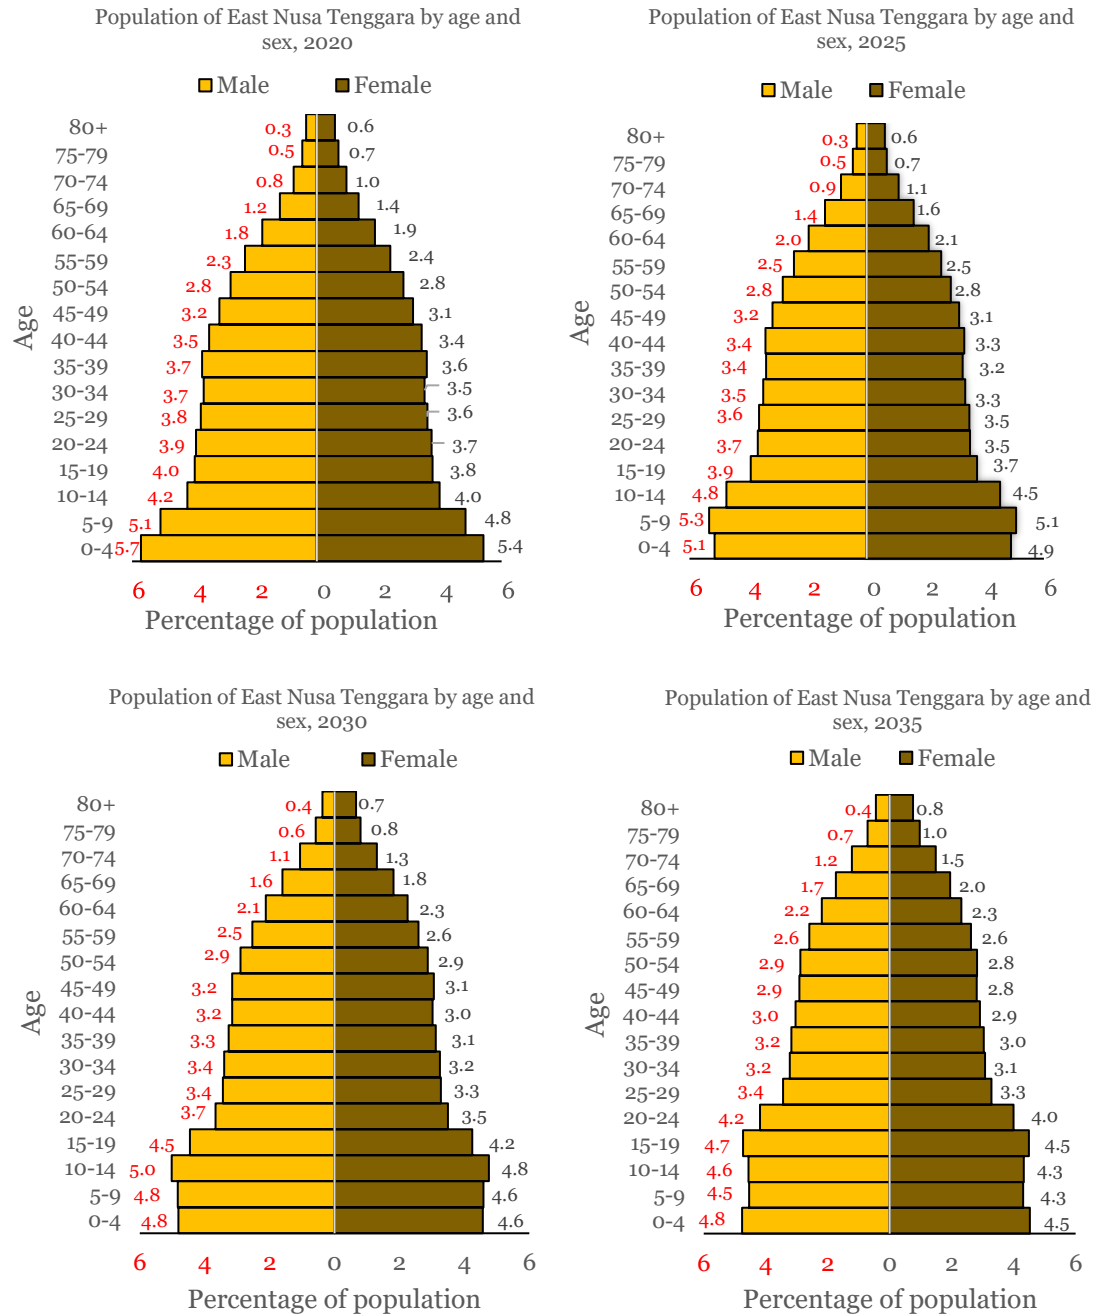 Population of East Nusa Tenggara by age and
sex, 2020
Male Female
80+ 0.3 0.6
75-79 0.5 0.7
70-74 0.8 1.0
65-69 1.2 1.4
60-64 1.8 1.9
55-59 2.3 2.4
50-54 2.8 2.8
45-49 3.2 3.1
40-44 3.5 3.4
35-39 3.7 3.6
30-34 3.7 3.5
25-29 3.8 3.6
20-24 3.9 3.7
15-19 4.0 3.8
10-14 4.2 4.0
5-9 5.1 4.8
0-4 5.7 5.4
Age
6 4 2 0 2 4 6
Percentage of population
Population of East Nusa Tenggara by age and
sex, 2025
Male Female
80+ 0.3 0.6
75-79 0.5 0.7
70-74 0.9 1.1
65-69 1.4 1.6
60-64 2.0 2.1
55-59 2.5 2.5
50-54 2.8 2.8
45-49 3.2 3.1
40-44 3.4 3.3
35-39 3.4 3.2
30-34 3.5 3.3
25-29 3.6 3.5
20-24 3.7 3.5
15-19 3.9 3.7
10-14 4.8 4.5
5-9 5.3 5.1
0-4 5.1 4.9
Age
6 4 2 0 2 4 6
Percentage of population
Population of East Nusa Tenggara by age and
sex, 2030
Male Female
80+ 0.4 0.7
75-79 0.6 0.8
70-74 1.1 1.3
65-69 1.6 1.8
60-64 2.1 2.3
55-59 2.5 2.6
50-54 2.9 2.9
45-49 3.2 3.1
40-44 3.2 3.0
35-39 3.3 3.1
30-34 3.4 3.2
25-29 3.4 3.3
20-24 3.7 3.5
15-19 4.5 4.2
10-14 5.0 4.8
5-9 4.8 4.6
0-4 4.8 4.6
Age
6 4 2 0 2 4 6
Percentage of population
Population of East Nusa Tenggara by age and
sex, 2035
Male Female
80+ 0.4 0.8
75-79 0.7 1.0
70-74 1.2 1.5
65-69 1.7 2.0
60-64 2.2 2.3
55-59 2.6 2.6
50-54 2.9 2.8
45-49 2.9 2.8
40-44 3.0 2.9
35-39 3.2 3.0
30-34 3.2 3.1
25-29 3.4 3.3
20-24 4.2 4.0
15-19 4.7 4.5
10-14 4.6 4.3
5-9 4.5 4.3
0-4 4.8 4.5
Age
6 4 2 0 2 4 6
Percentage of population